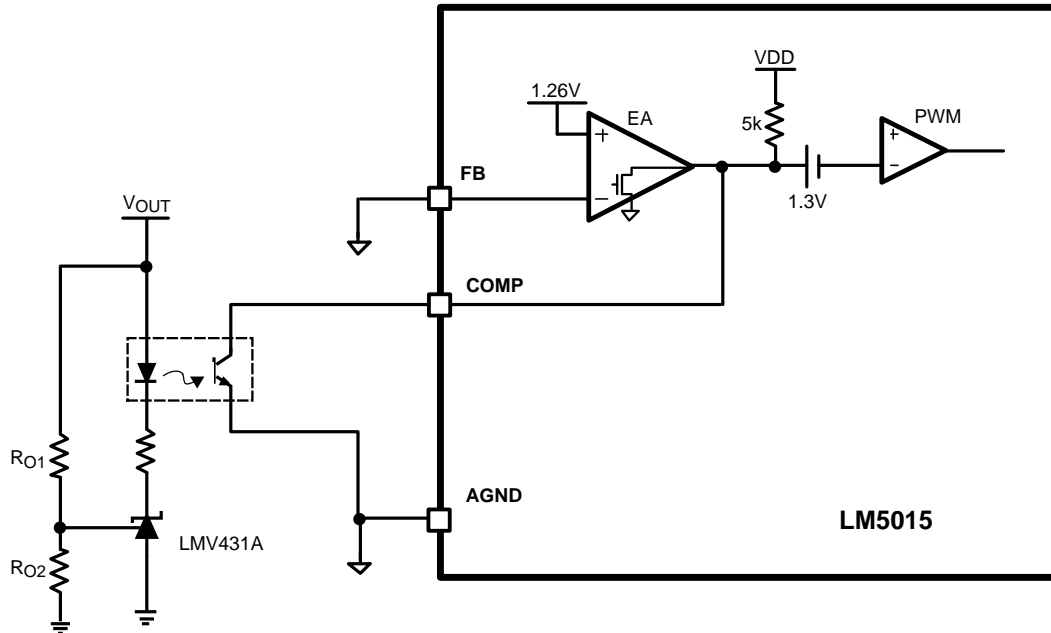 VDD
1.26V
EA
5k
PWM
+
+
FB
−
−
1.3V
VOUT
COMP
RO1
AGND
LM5015
LMV431A
RO2